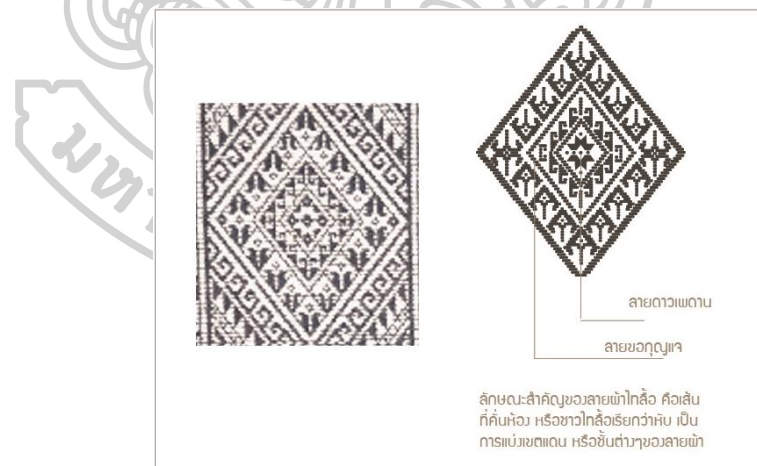 ลายดาวเพดาน
ลายขอกุญแจ
ลักษณะสำคัญของลายผ้าไทลื้อ คือเส้น
ที่คั่นห้อง หรือชาวไทลื้อเรียกว่าหับ เป็น
การแบ่งเขตแดน หรือชั้นต่างๆของลายผ้า